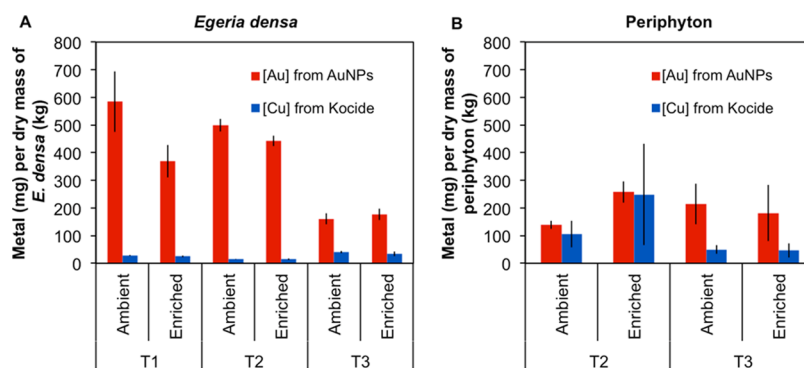 A
Egeria densa
Metal (mg) per dry mass of
E. densa (kg)
800
700
600
500
400
300
200
100
0
[Au] from AuNPs
[Cu] from Kocide
Ambient
Enriched
Ambient
Enriched
Ambient
Enriched
T1
T2
T3
B
Periphyton
Metal (mg) per dry mass of
periphyton (kg)
800
700
600
500
400
300
200
100
0
[Au] from AuNPs
[Cu] from Kocide
Ambient
Enriched
Ambient
Enriched
T2
T3